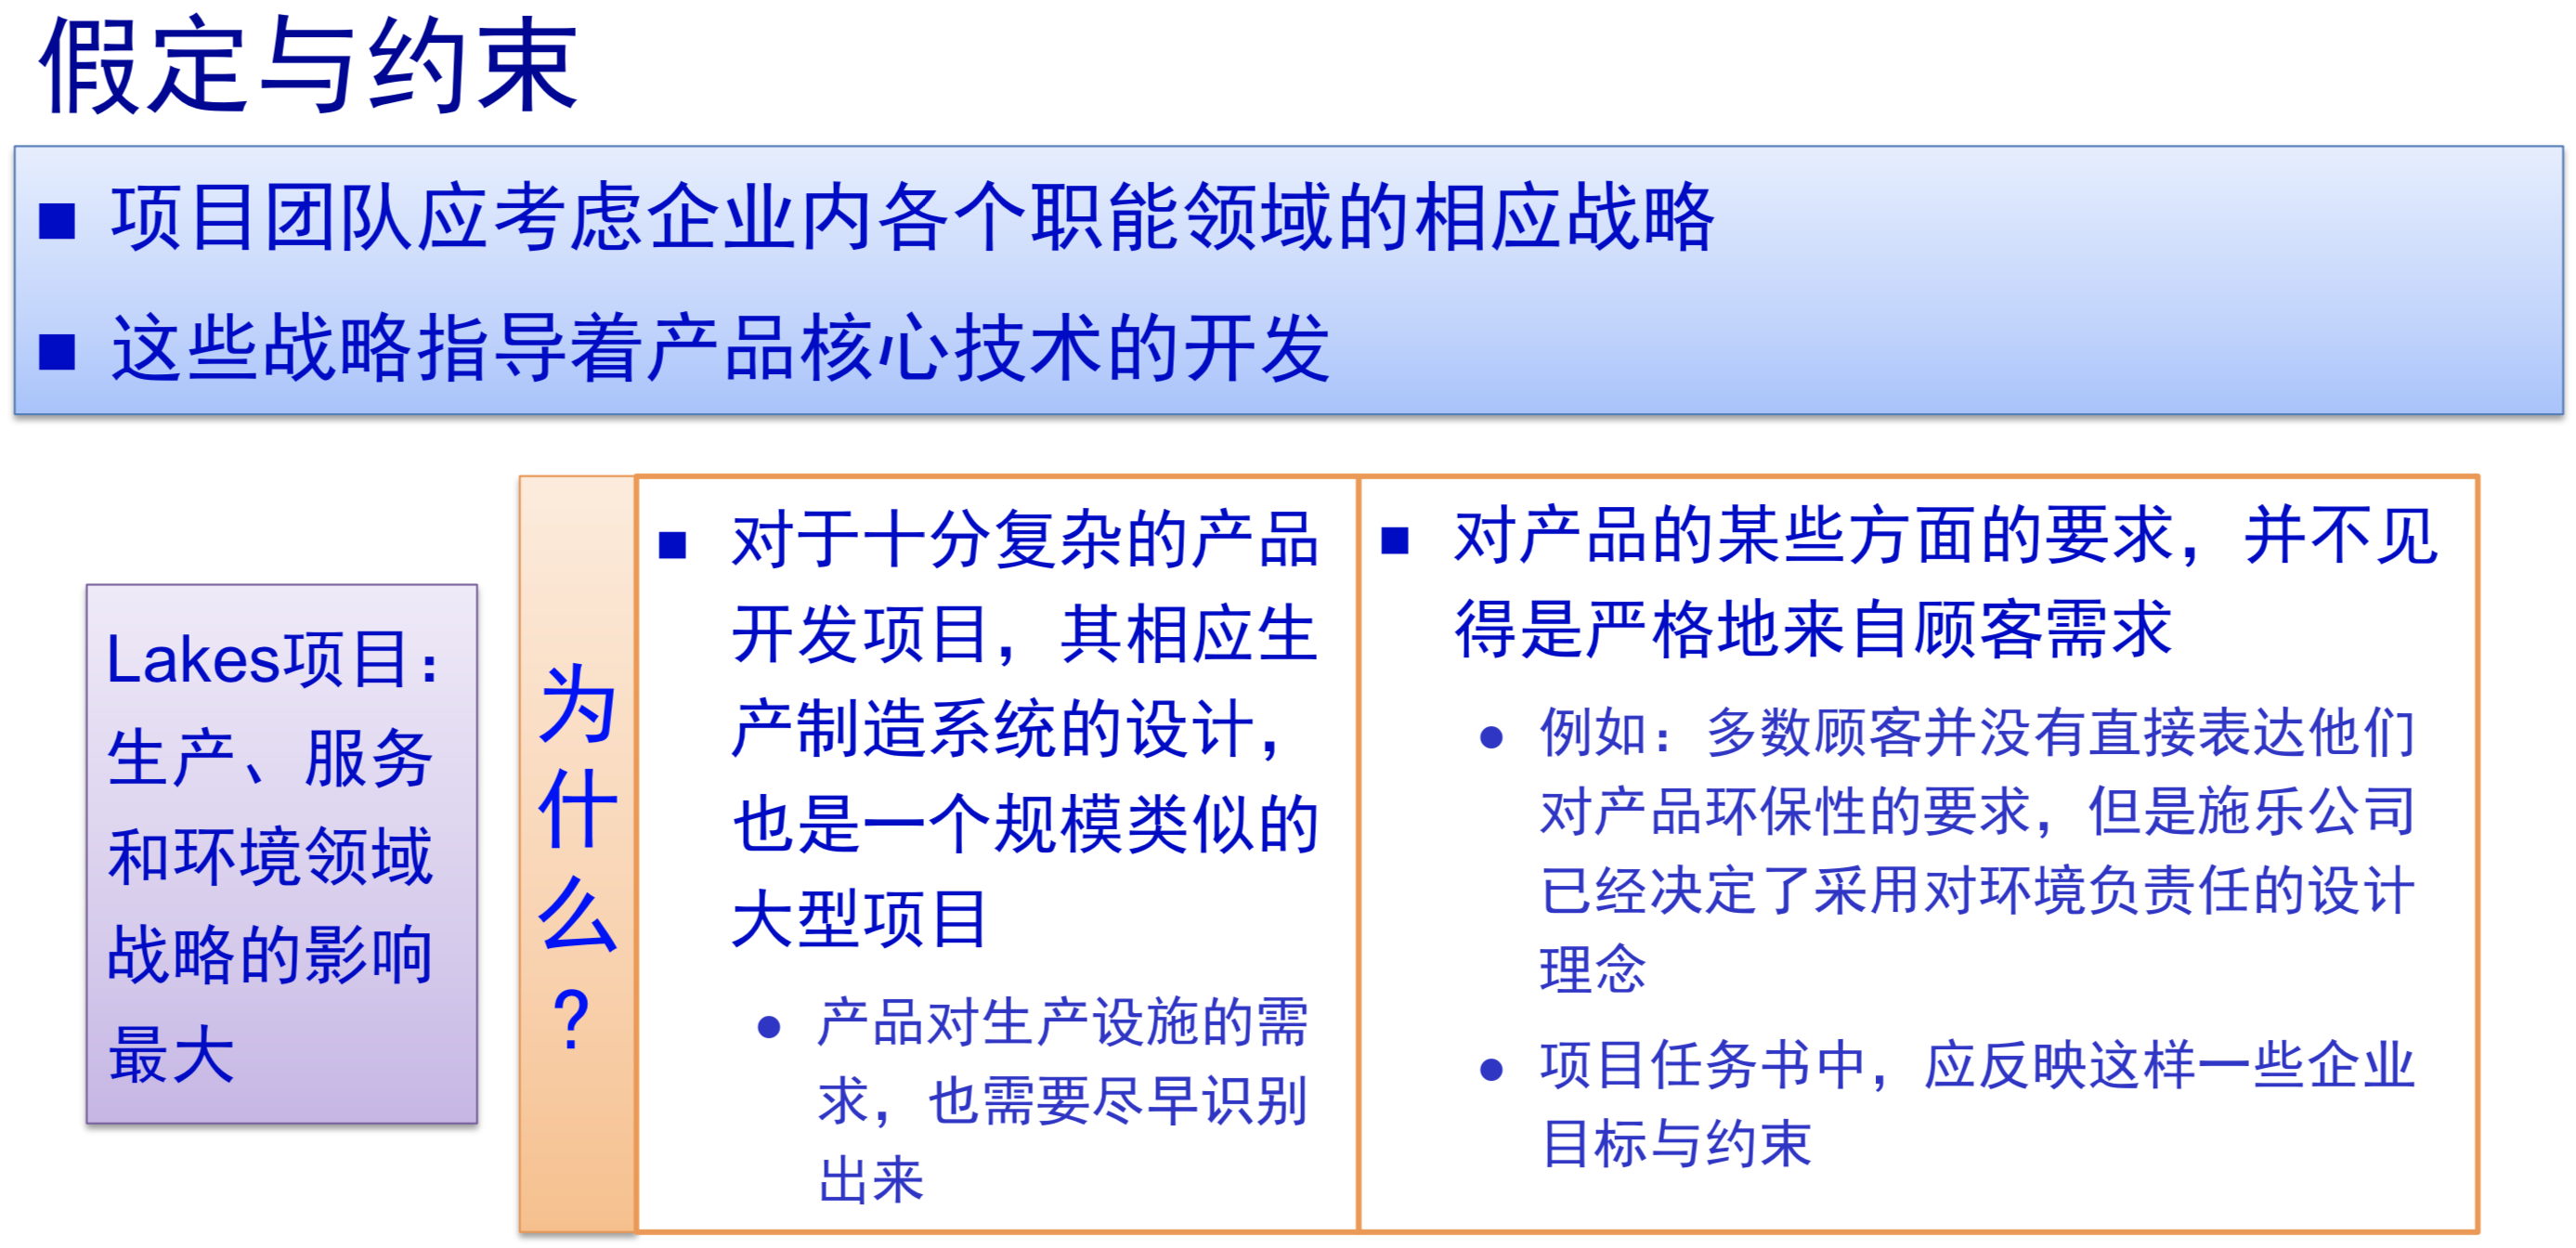 假定与约束
项目团队应考虑企业内各个职能领域的相应战略
这些战略指导着产品核心技术的开发
Lakes项目：
生产、服务
和环境领域
战略的影响
最大
为
什
么
？
对于十分复杂的产品
开发项目，其相应生
产制造系统的设计，
也是一个规模类似的
大型项目
产品对生产设施的需
求，也需要尽早识别
出来
对产品的某些方面的要求，并不见
得是严格地来自顾客需求
例如：多数顾客并没有直接表达他们
对产品环保性的要求，但是施乐公司
已经决定了采用对环境负责任的设计
理念
项目任务书中，应反映这样一些企业
目标与约束